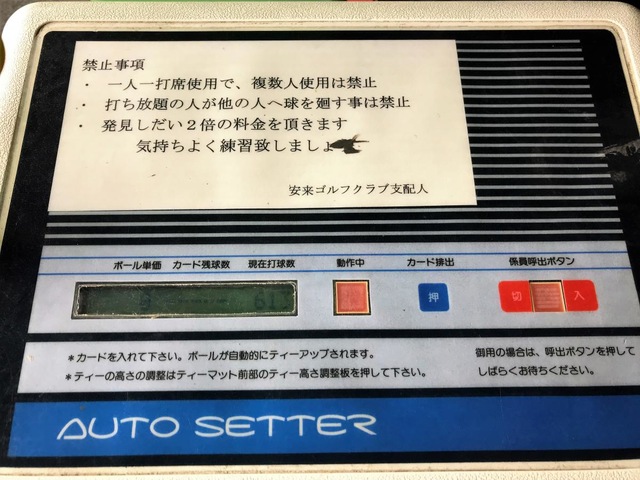 禁止事項
・ 一人一打席使用で、複数人使用は禁止
・ 打ち放題の人が他の人へ球を廻す事は禁止
・ 発見しだい2倍の料金を頂きます
気持ちよく練習致しましょ
安来ゴルフクラブ支配人
ボール単価 カード残球数 現在打球数 動作中 カード排出 係員呼出ボタン
押 切 入
*カードを入れて下さい。ボールが自動的にティーアップされます。
*ティーの高さの調整はティーマット前部のティー高さ調整板を押して下さい。
御用の場合は、呼出ボタンを押して
しばらくお待ちください。
AUTO SETTER